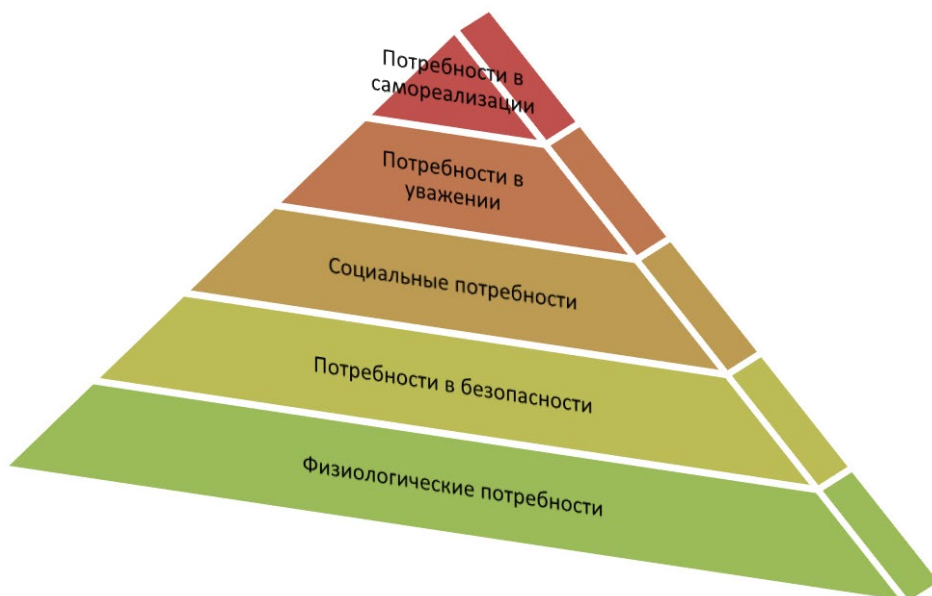 Потребности в
самореализации
Потребности в
уважении
Социальные потребности
Потребности в безопасности
Физиологические потребности